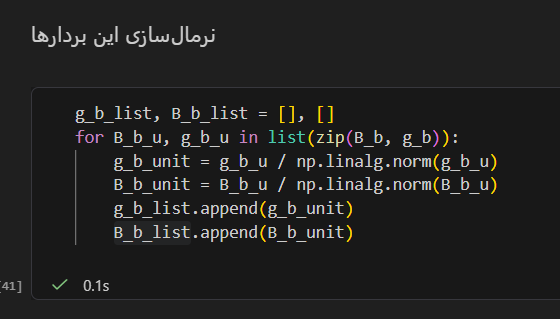 نرمال‌سازی این بردارها
g_b_list, B_b_list = [], []
for B_b_u, g_b_u in list(zip(B_b, g_b)):
    g_b_unit = g_b_u / np.linalg.norm(g_b_u)
    B_b_unit = B_b_u / np.linalg.norm(B_b_u)
    g_b_list.append(g_b_unit)
    B_b_list.append(B_b_unit)
41] 0.1s